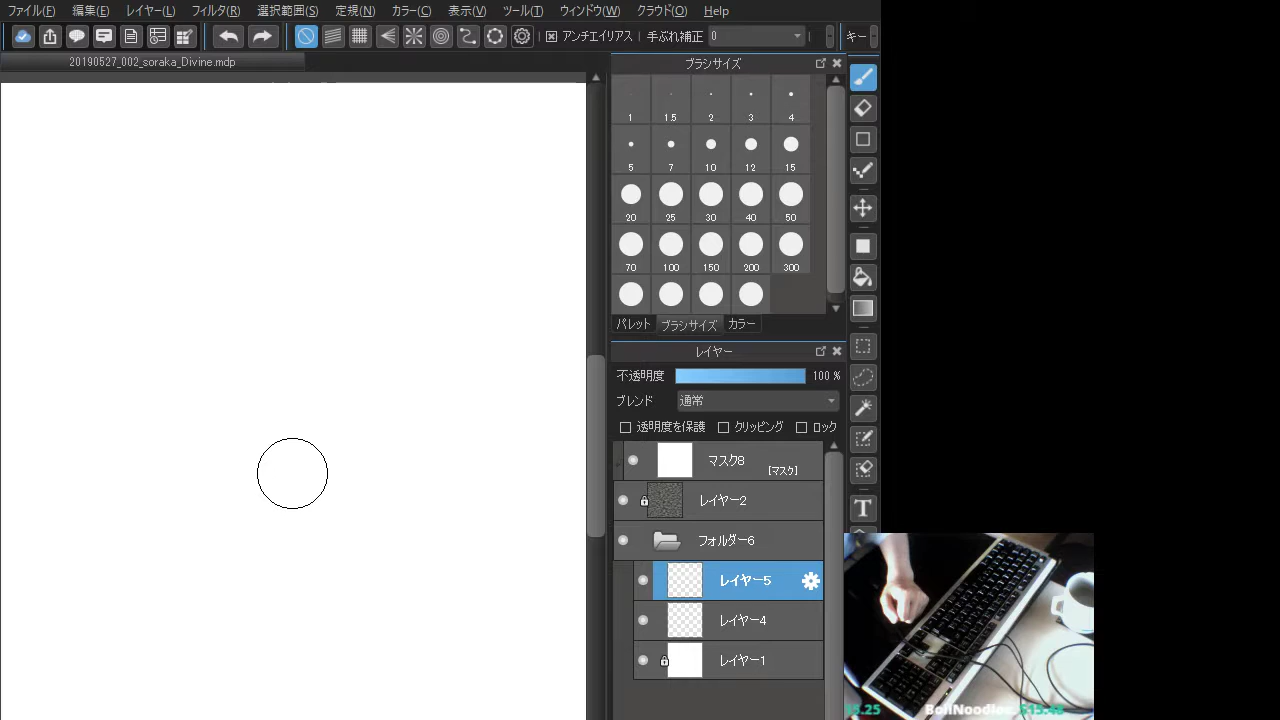 ファイル(F) 編集(E) レイヤー(L) フィルタ(R) 選択範囲(S) 定規(N) カラー(C) 表示(V) ツール(T) ウィンドウ(W) クラウド(O) Help
アンチエイリアス 手ぶれ補正 0 キー
20190527_002_soraka_Divine.mdp
ブラシサイズ
1 1.5 2 3 4
5 7 10 12 15
20 25 30 40 50
70 100 150 200 300
パレット ブラシサイズ カラー
レイヤー
不透明度 100 %
ブレンド 通常
透明度を保護 クリッピング ロック
マスク8
[マスク]
レイヤー2
フォルダー6
レイヤー5
レイヤー4
レイヤー1
T